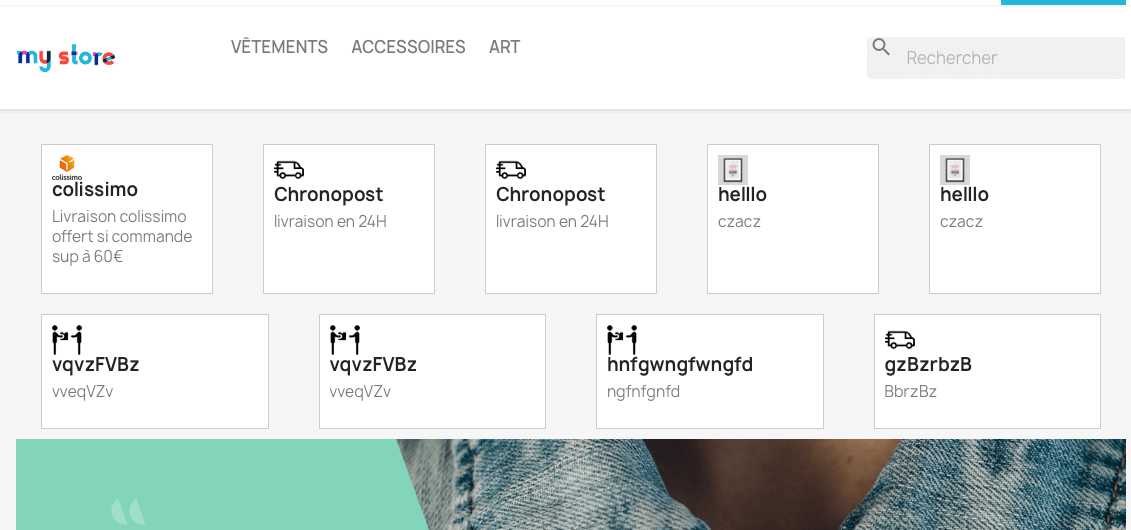 my store
VÊTEMENTS ACCESSOIRES ART
Rechercher
colissimo
colissimo
Livraison colissimo
offert si commande
sup à 60€
Chronopost
livraison en 24H
Chronopost
livraison en 24H
helllo
czacz
helllo
czacz
vqvzFVBz
vveqVZv
vqvzFVBz
vveqVZv
hnfgwngfwngfd
ngfnfgnfd
gzBzrbzB
BbrzBz
“